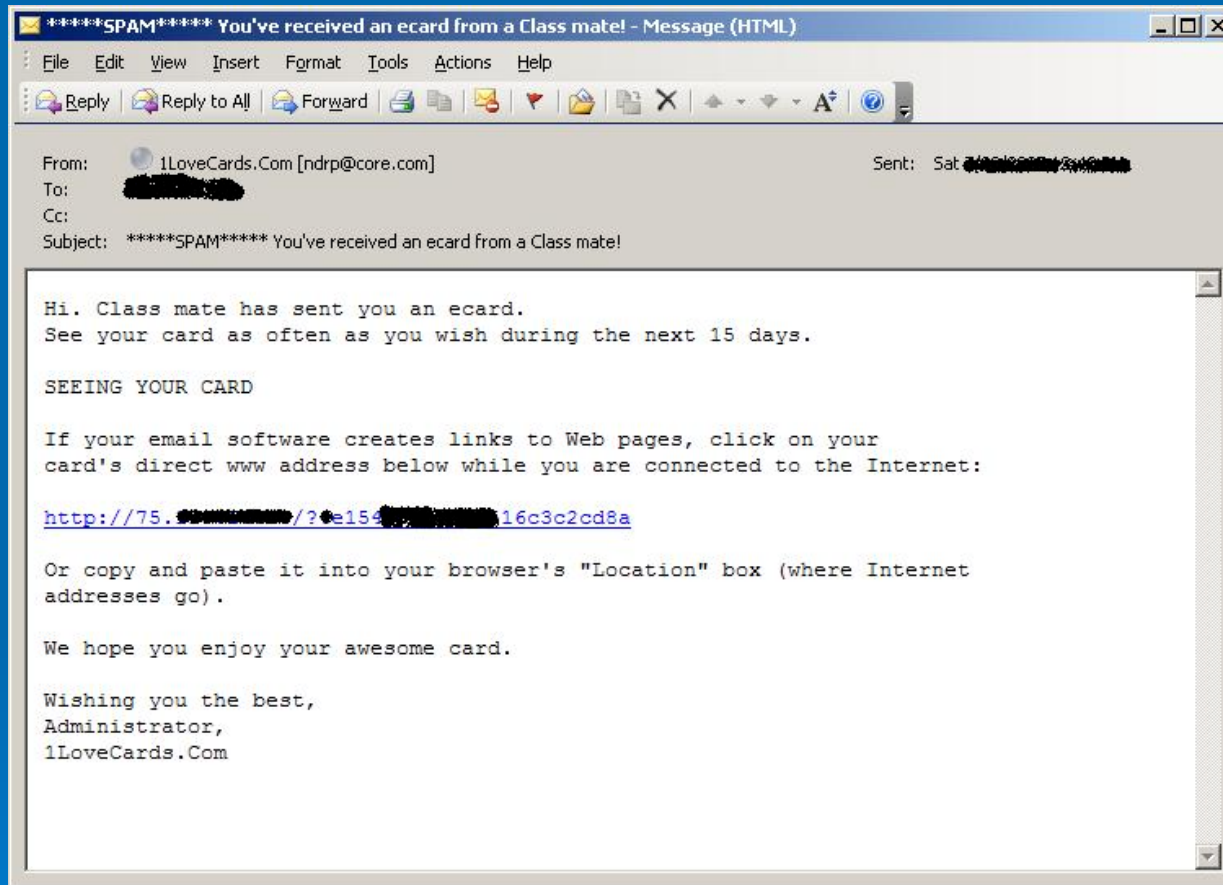 *****SPAM***** You've received an ecard from a Class mate! - Message (HTML)
File Edit View Insert Format Tools Actions Help
Reply Reply to All Forward A
From: 1LoveCards.Com [ndrp@core.com] Sent: Sat
To:
Cc:
Subject: *****SPAM***** You've received an ecard from a Class mate!
Hi. Class mate has sent you an ecard.
See your card as often as you wish during the next 15 days.
SEEING YOUR CARD
If your email software creates links to Web pages, click on your
card's direct www address below while you are connected to the Internet:
http://75. /? e154 16c3c2cd8a
Or copy and paste it into your browser's "Location" box (where Internet
addresses go).
We hope you enjoy your awesome card.
Wishing you the best,
Administrator,
1LoveCards.Com